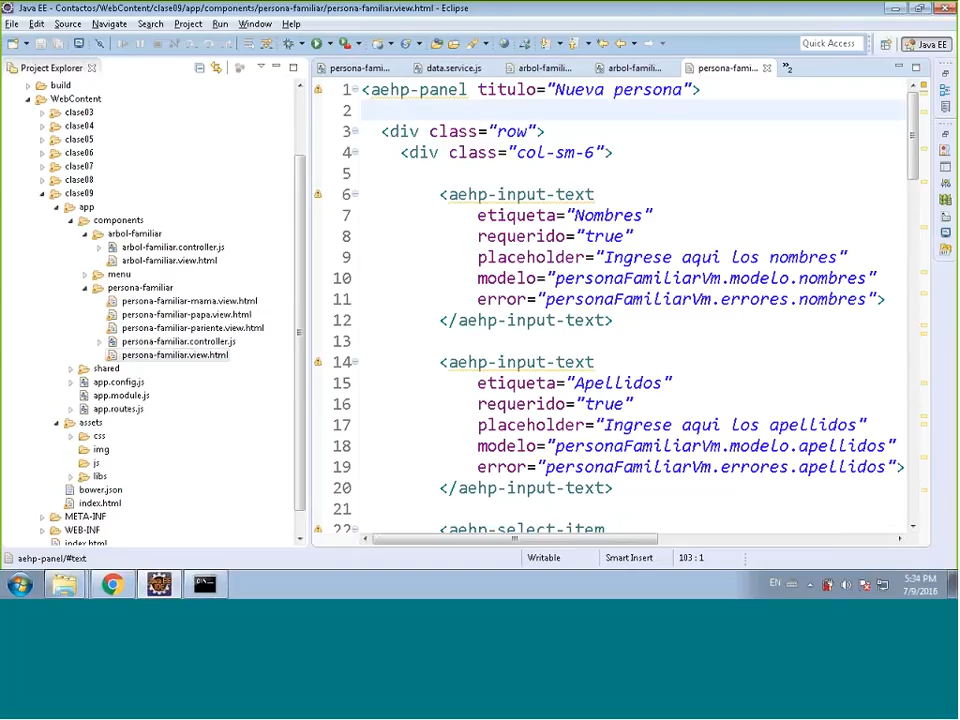 Java EE - Contactos/WebContent/clase09/app/components/persona-familiar/persona-familiar.view.html - Eclipse
File Edit Source Navigate Search Project Run Window Help
Quick Access
Java EE
Project Explorer
persona-fami...
data.service.js
arbol-famili...
arbol-famili...
persona-fami...
»2
build
WebContent
clase03
clase04
clase05
clase06
clase07
clase08
clase09
app
components
arbol-familiar
arbol-familiar.controller.js
arbol-familiar.view.html
menu
persona-familiar
persona-familiar-mama.view.html
persona-familiar-papa.view.html
persona-familiar-pariente.view.html
persona-familiar.controller.js
persona-familiar.view.html
shared
app.config.js
app.module.js
app.routes.js
assets
css
img
js
libs
bower.json
index.html
META-INF
WEB-INF
index.html
1 <aehp-panel titulo="Nueva persona">
2
3 <div class="row">
4 <div class="col-sm-6">
5
6 <aehp-input-text
7 etiqueta="Nombres"
8 requerido="true"
9 placeholder="Ingrese aqui los nombres"
10 modelo="personaFamiliarVm.modelo.nombres"
11 error="personaFamiliarVm.errores.nombres">
12 </aehp-input-text>
13
14 <aehp-input-text
15 etiqueta="Apellidos"
16 requerido="true"
17 placeholder="Ingrese aqui los apellidos"
18 modelo="personaFamiliarVm.modelo.apellidos"
19 error="personaFamiliarVm.errores.apellidos">
20 </aehp-input-text>
21
22 <aehp-select-item
aehp-panel/#text
Writable
Smart Insert
103 : 1
EN
5:34 PM
7/9/2016